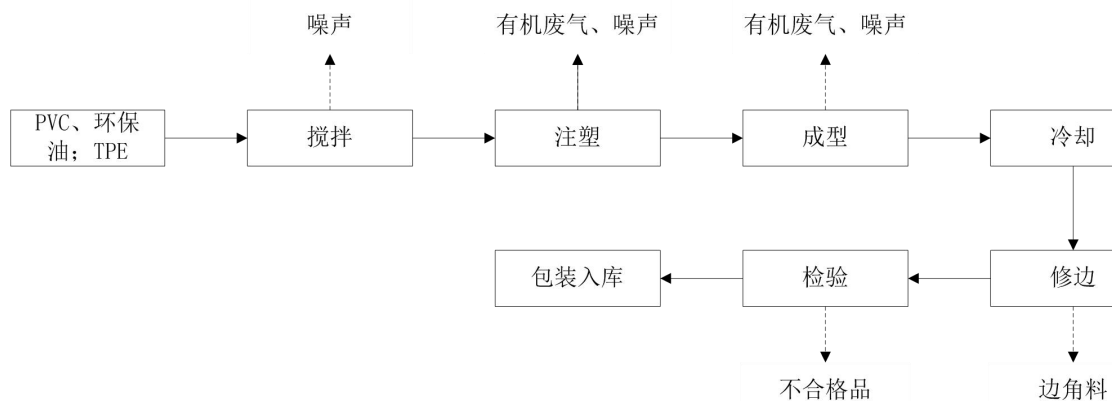 噪声
有机废气、噪声
有机废气、噪声
PVC、环保
油；TPE
搅拌
注塑
成型
冷却
包装入库
检验
修边
不合格品
边角料